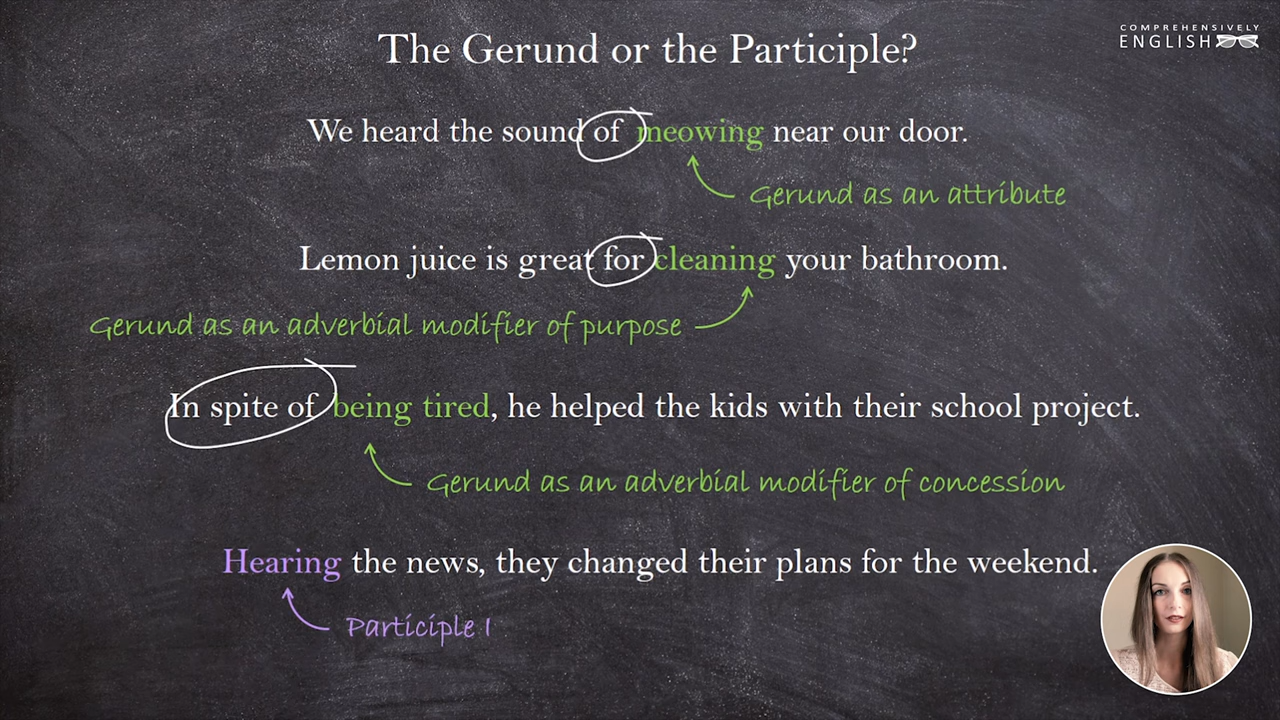 COMPREHENSIVELY
ENGLISH
The Gerund or the Participle?
We heard the sound of meowing near our door.
Gerund as an attribute
Lemon juice is great for cleaning your bathroom.
Gerund as an adverbial modifier of purpose
In spite of being tired, he helped the kids with their school project.
Gerund as an adverbial modifier of concession
Hearing the news, they changed their plans for the weekend.
Participle I